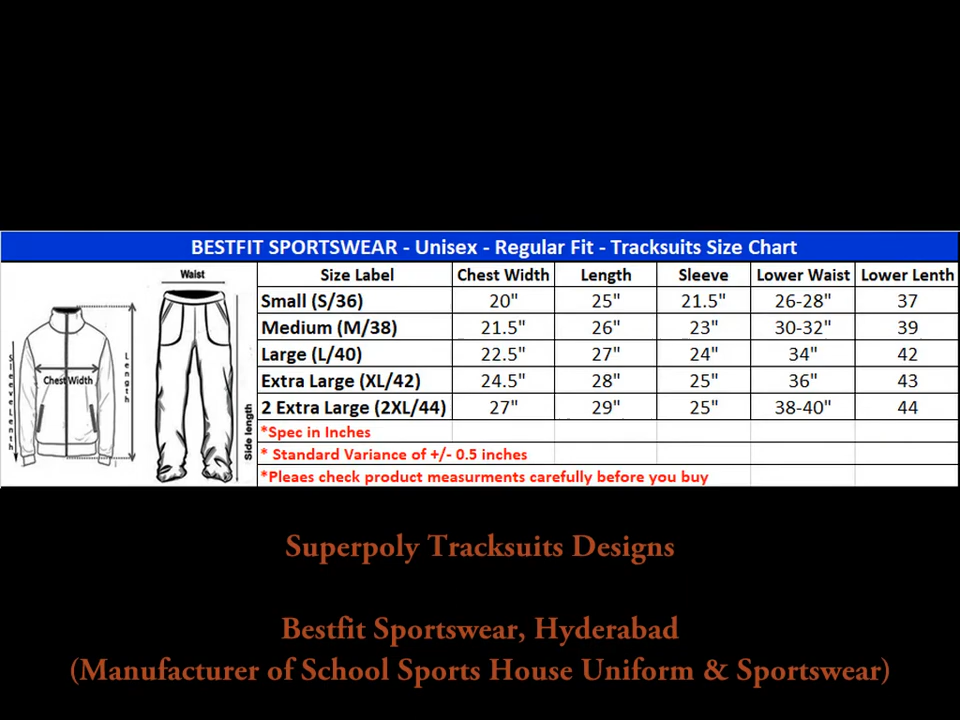 BESTFIT SPORTSWEAR - Unisex - Regular Fit - Tracksuits Size Chart
Waist
Chest Width
Length
SleeveLenth
Side length
Size Label Chest Width Length Sleeve Lower Waist Lower Lenth
Small (S/36) 20" 25" 21.5" 26-28" 37
Medium (M/38) 21.5" 26" 23" 30-32" 39
Large (L/40) 22.5" 27" 24" 34" 42
Extra Large (XL/42) 24.5" 28" 25" 36" 43
2 Extra Large (2XL/44) 27" 29" 25" 38-40" 44
*Spec in Inches
* Standard Variance of +/- 0.5 inches
*Pleaes check product measurments carefully before you buy
Superpoly Tracksuits Designs
Bestfit Sportswear, Hyderabad
(Manufacturer of School Sports House Uniform & Sportswear)